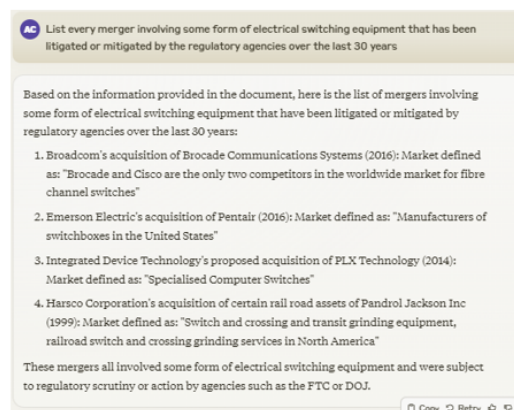 AC List every merger involving some form of electrical switching equipment that has been
litigated or mitigated by the regulatory agencies over the last 30 years
Based on the information provided in the document, here is the list of mergers involving
some form of electrical switching equipment that have been litigated or mitigated by
regulatory agencies over the last 30 years:
1. Broadcom's acquisition of Brocade Communications Systems (2016): Market defined
as: "Brocade and Cisco are the only two competitors in the worldwide market for fibre
channel switches"
2. Emerson Electric's acquisition of Pentair (2016): Market defined as: "Manufacturers of
switchboxes in the United States"
3. Integrated Device Technology's proposed acquisition of PLX Technology (2014):
Market defined as: "Specialised Computer Switches"
4. Harsco Corporation's acquisition of certain rail road assets of Pandrol Jackson Inc
(1999): Market defined as: "Switch and crossing and transit grinding equipment,
railroad switch and crossing grinding services in North America"
These mergers all involved some form of electrical switching equipment and were subject
to regulatory scrutiny or action by agencies such as the FTC or DOJ.
Copy Retry